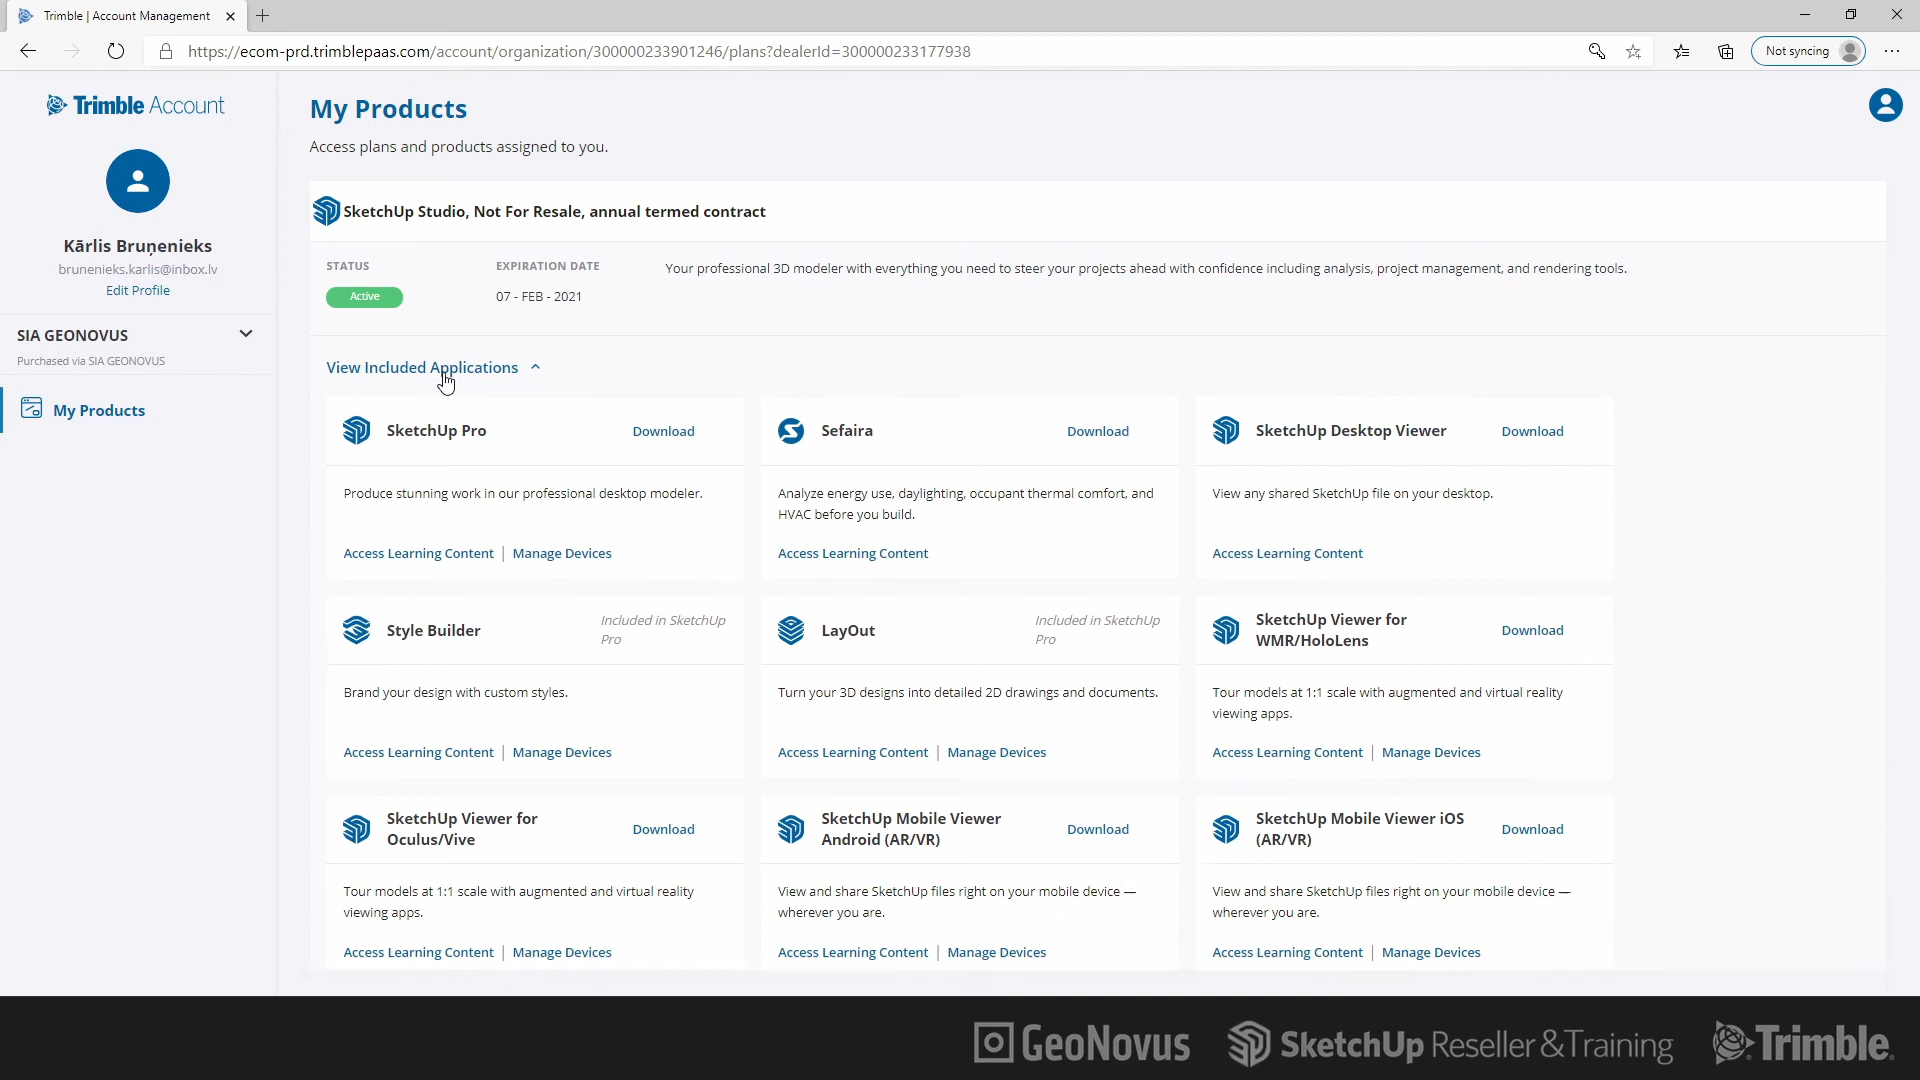 Trimble | Account Management
https://ecom-prd.trimblepaas.com/account/organization/300000233901246/plans?dealerId=300000233177938
Not syncing
Trimble Account
Kārlis Bruņenieks
brunenieks.karlis@inbox.lv
Edit Profile
SIA GEONOVUS
Purchased via SIA GEONOVUS
My Products
My Products
Access plans and products assigned to you.
SketchUp Studio, Not For Resale, annual termed contract
STATUS
Active
EXPIRATION DATE
07 - FEB - 2021
Your professional 3D modeler with everything you need to steer your projects ahead with confidence including analysis, project management, and rendering tools.
View Included Applications
SketchUp Pro
Download
Produce stunning work in our professional desktop modeler.
Access Learning Content | Manage Devices
Sefaira
Download
Analyze energy use, daylighting, occupant thermal comfort, and
HVAC before you build.
Access Learning Content
SketchUp Desktop Viewer
Download
View any shared SketchUp file on your desktop.
Access Learning Content
Style Builder
Included in SketchUp
Pro
Brand your design with custom styles.
Access Learning Content | Manage Devices
LayOut
Included in SketchUp
Pro
Turn your 3D designs into detailed 2D drawings and documents.
Access Learning Content | Manage Devices
SketchUp Viewer for
WMR/HoloLens
Download
Tour models at 1:1 scale with augmented and virtual reality
viewing apps.
Access Learning Content | Manage Devices
SketchUp Viewer for
Oculus/Vive
Download
Tour models at 1:1 scale with augmented and virtual reality
viewing apps.
Access Learning Content | Manage Devices
SketchUp Mobile Viewer
Android (AR/VR)
Download
View and share SketchUp files right on your mobile device —
wherever you are.
Access Learning Content | Manage Devices
SketchUp Mobile Viewer iOS
(AR/VR)
Download
View and share SketchUp files right on your mobile device —
wherever you are.
Access Learning Content | Manage Devices
GeoNovus
SketchUp Reseller & Training
Trimble.